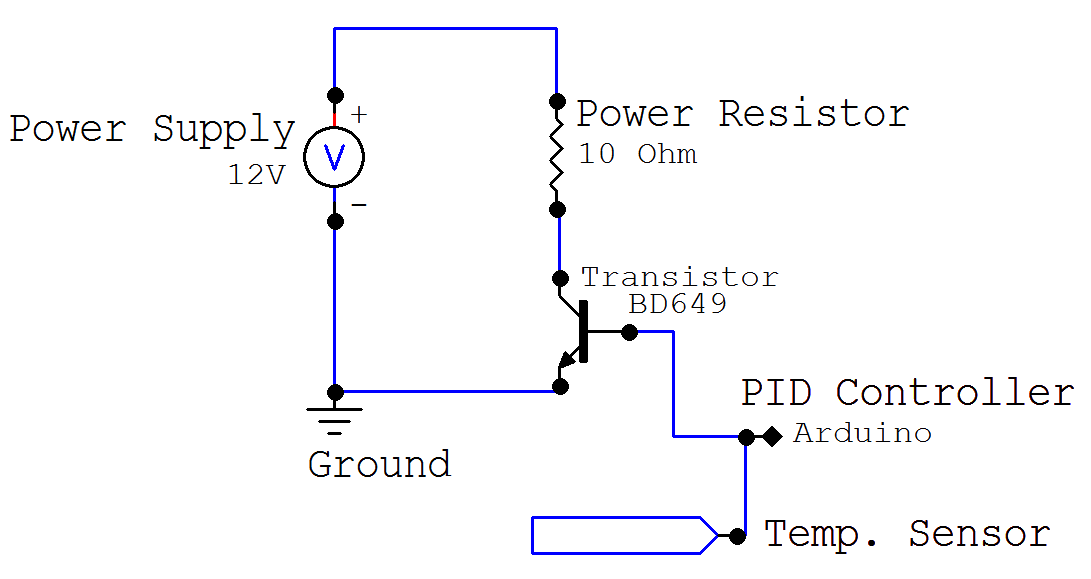 Power Supply
12V
+
V
-
Power Resistor
10 Ohm
Transistor
BD649
PID Controller
Arduino
Ground
Temp. Sensor